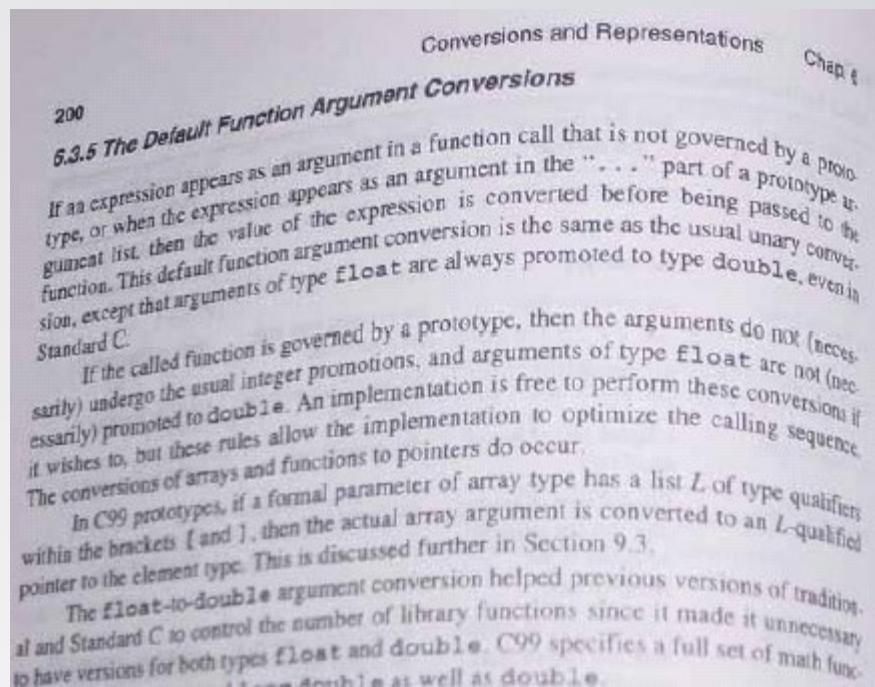 Conversions and Representations Chap. 6
200
6.3.5 The Default Function Argument Conversions
If an expression appears as an argument in a function call that is not governed by a proto-
type, or when the expression appears as an argument in the "..." part of a prototype ar-
gument list, then the value of the expression is converted before being passed to the
function. This default function argument conversion is the same as the usual unary conver-
sion, except that arguments of type float are always promoted to type double, even in
Standard C.
If the called function is governed by a prototype, then the arguments do not (neces-
sarily) undergo the usual integer promotions, and arguments of type float are not (nec-
essarily) promoted to double. An implementation is free to perform these conversions if
it wishes to, but these rules allow the implementation to optimize the calling sequence.
The conversions of arrays and functions to pointers do occur.
In C99 prototypes, if a formal parameter of array type has a list L of type qualifiers
within the brackets [ and ], then the actual array argument is converted to an L-qualified
pointer to the element type. This is discussed further in Section 9.3.
The float-to-double argument conversion helped previous versions of tradition-
al and Standard C to control the number of library functions since it made it unnecessary
to have versions for both types float and double. C99 specifies a full set of math func-
double as well as double.